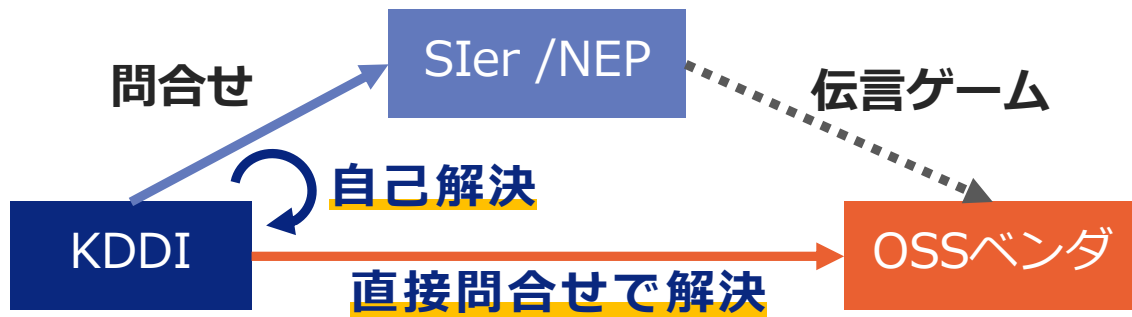 SIer /NEP
問合せ
伝言ゲーム
自己解決
KDDI
OSSベンダ
直接問合せで解決